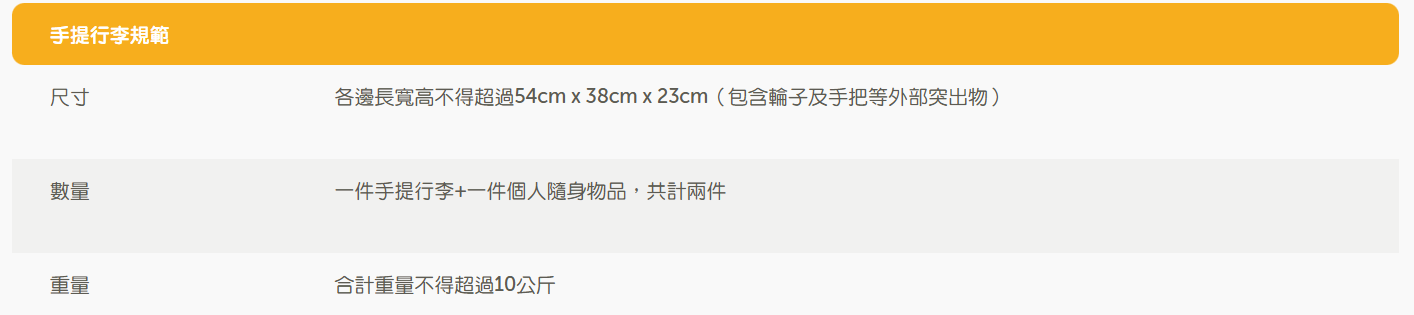 手提行李規範
尺寸
各邊長寬高不得超過54cm x 38cm x 23cm（包含輪子及手把等外部突出物）
數量
一件手提行李+一件個人隨身物品，共計兩件
重量
合計重量不得超過10公斤